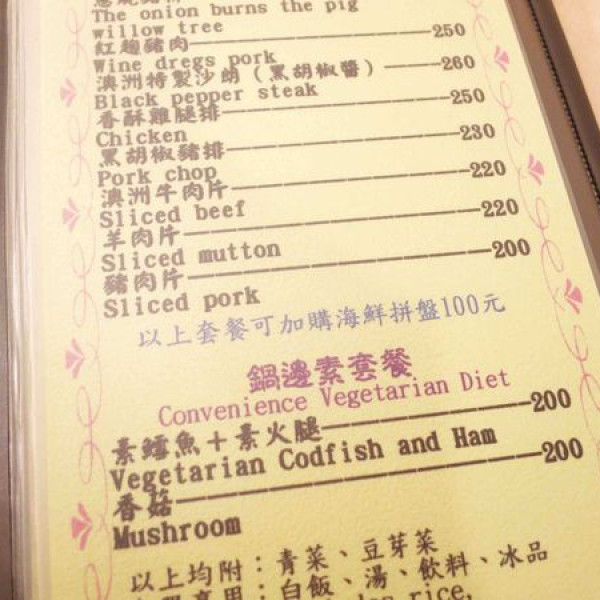 The onion burns the pig
willow tree
紅麴豬肉 250
Wine dregs pork
澳洲特製沙朗（黑胡椒醬） 260
Black pepper steak
香酥雞腿排 250
Chicken
黑胡椒豬排 230
Pork chop
澳洲牛肉片 220
Sliced beef
羊肉片 220
Sliced mutton
豬肉片 200
Sliced pork
以上套餐可加購海鮮拼盤100元
鍋邊素套餐
Convenience Vegetarian Diet
素鱈魚＋素火腿 200
Vegetarian Codfish and Ham
香菇 200
Mushroom
以上均附：青菜、豆芽菜
享用：白飯、湯、飲料、冰品
rice,